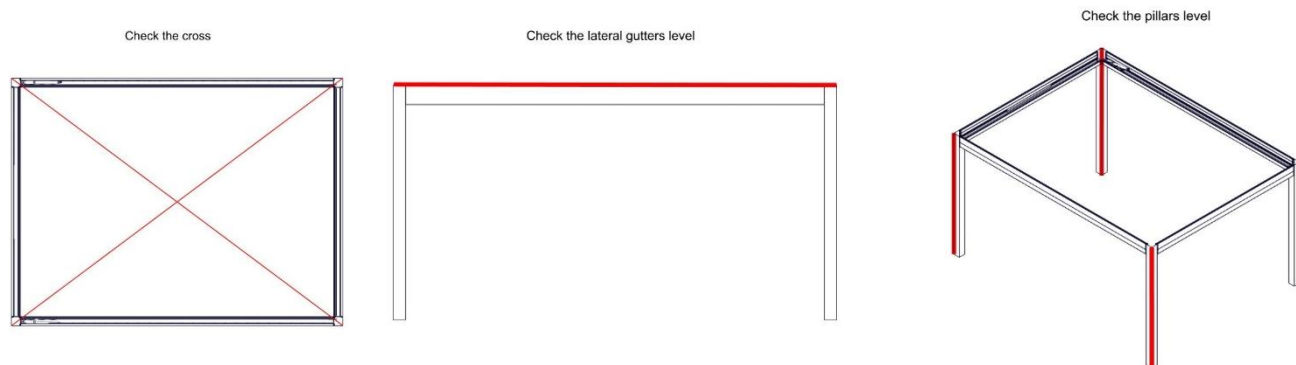 Check the cross
Check the lateral gutters level
Check the pillars level